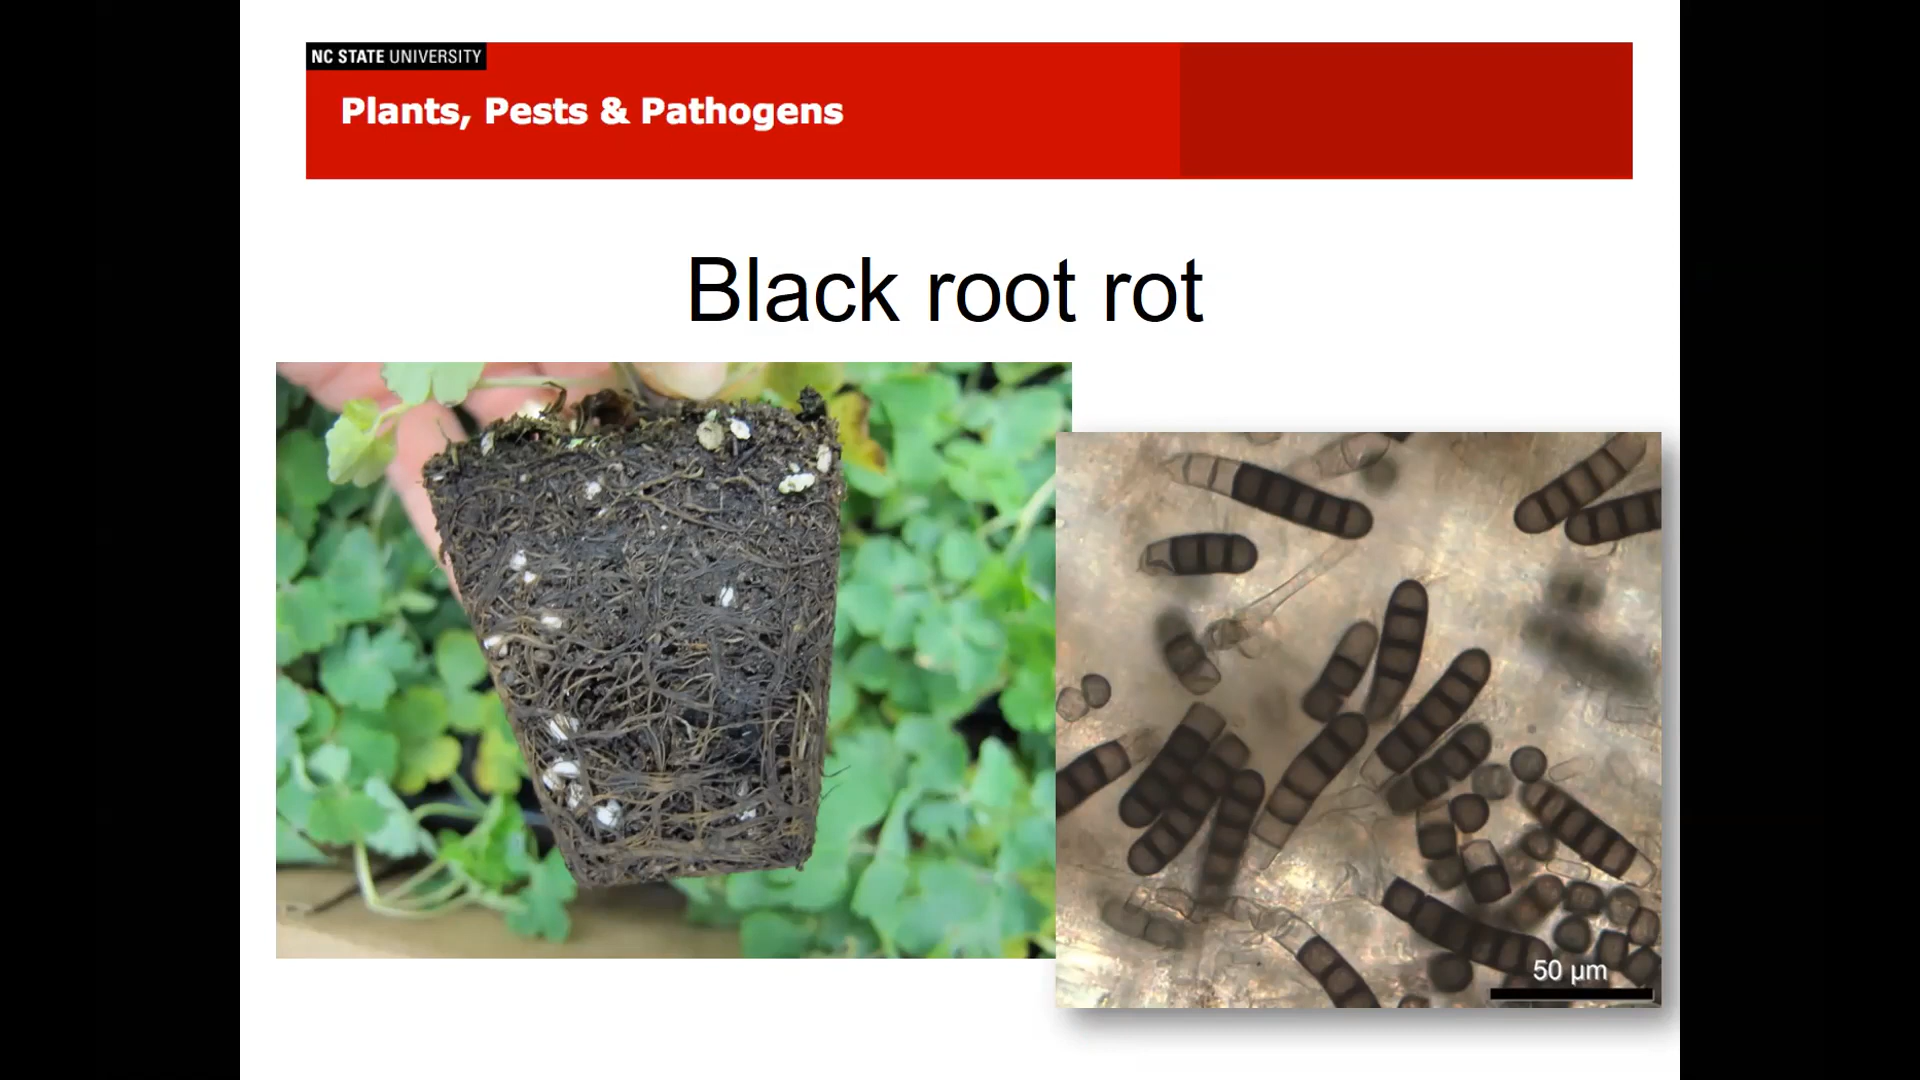 NC STATE UNIVERSITY
Plants, Pests & Pathogens
Black root rot
50 µm